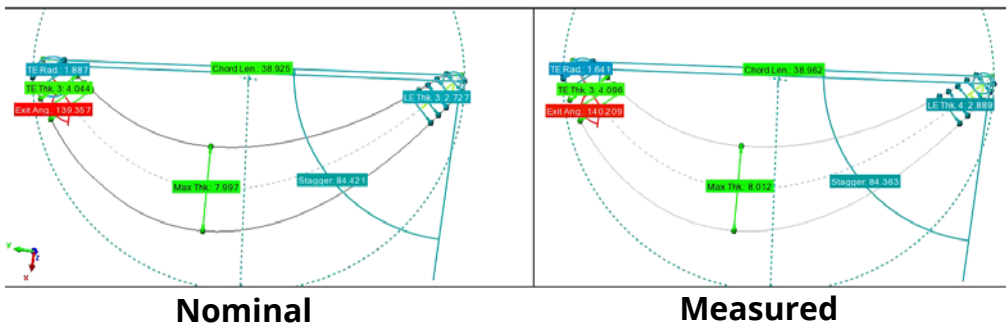 TE Rad.: 1.887
Chord Len.: 38.925
TE Thk. 3: 4.044
LE Thk. 3: 2.727
Exit Ang.: 139.357
Max Thk.: 7.997
Stagger: 84.421
Y
Z
X
Nominal
TE Rad.: 1.641
Chord Len.: 38.962
TE Thk. 3: 4.096
LE Thk. 4: 2.889
Exit Ang.: 140.209
Max Thk.: 8.012
Stagger: 84.363
Measured